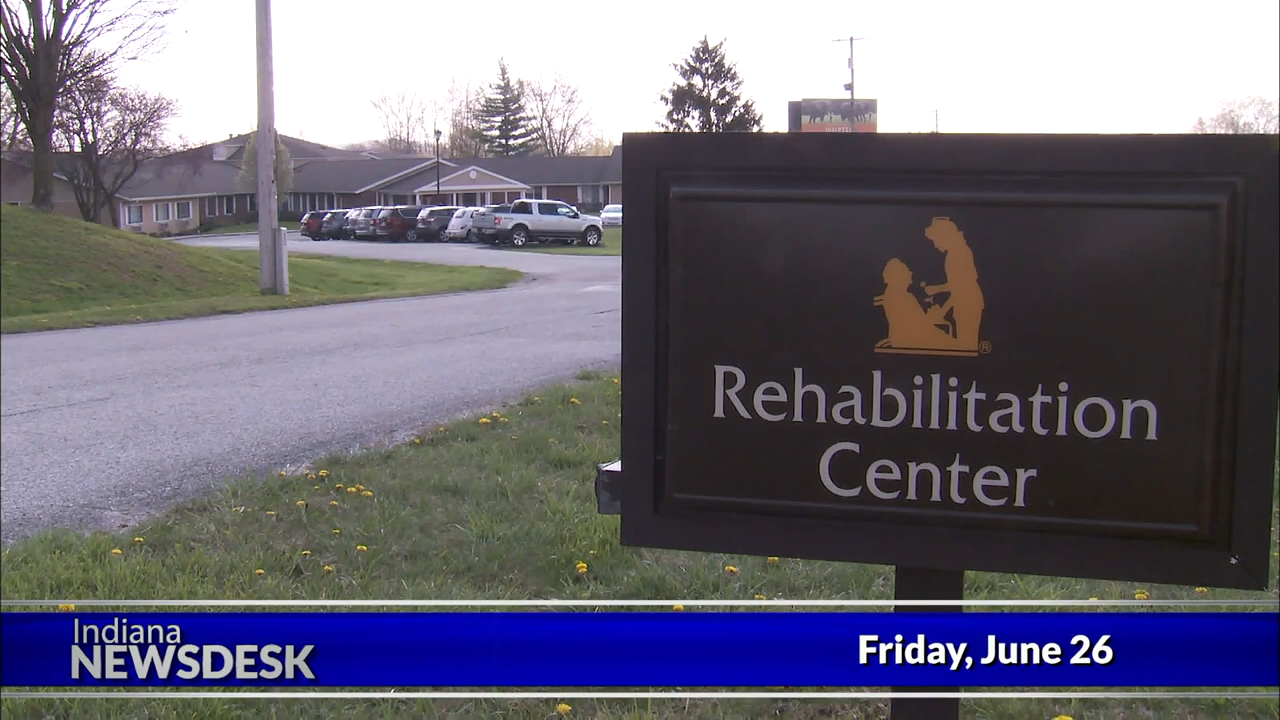 Rehabilitation
Center
®
Indiana
NEWSDESK
Friday, June 26